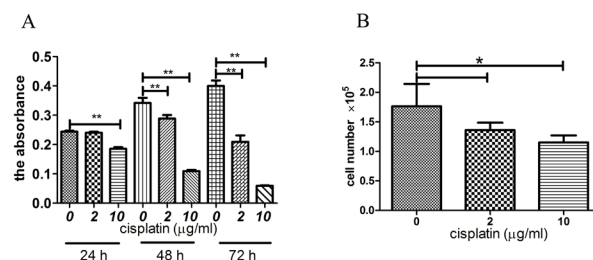 A
the absorbance
0.5
0.4
0.3
0.2
0.1
0.0
**
**
**
**
**
0 2 10 0 2 10 0 2 10
cisplatin (μg/ml)
24 h 48 h 72 h
B
cell number ×10⁵
2.5
2.0
1.5
1.0
0.5
0.0
*
0 2 10
cisplatin (μg/ml)